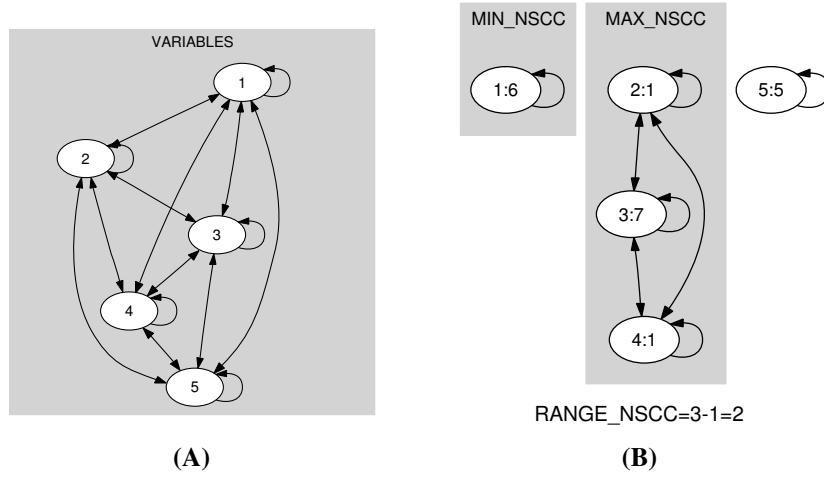 VARIABLES
1
2
3
4
5
(A)
MIN_NSCC
MAX_NSCC
1:6
2:1
5:5
3:7
4:1
RANGE_NSCC=3-1=2
(B)